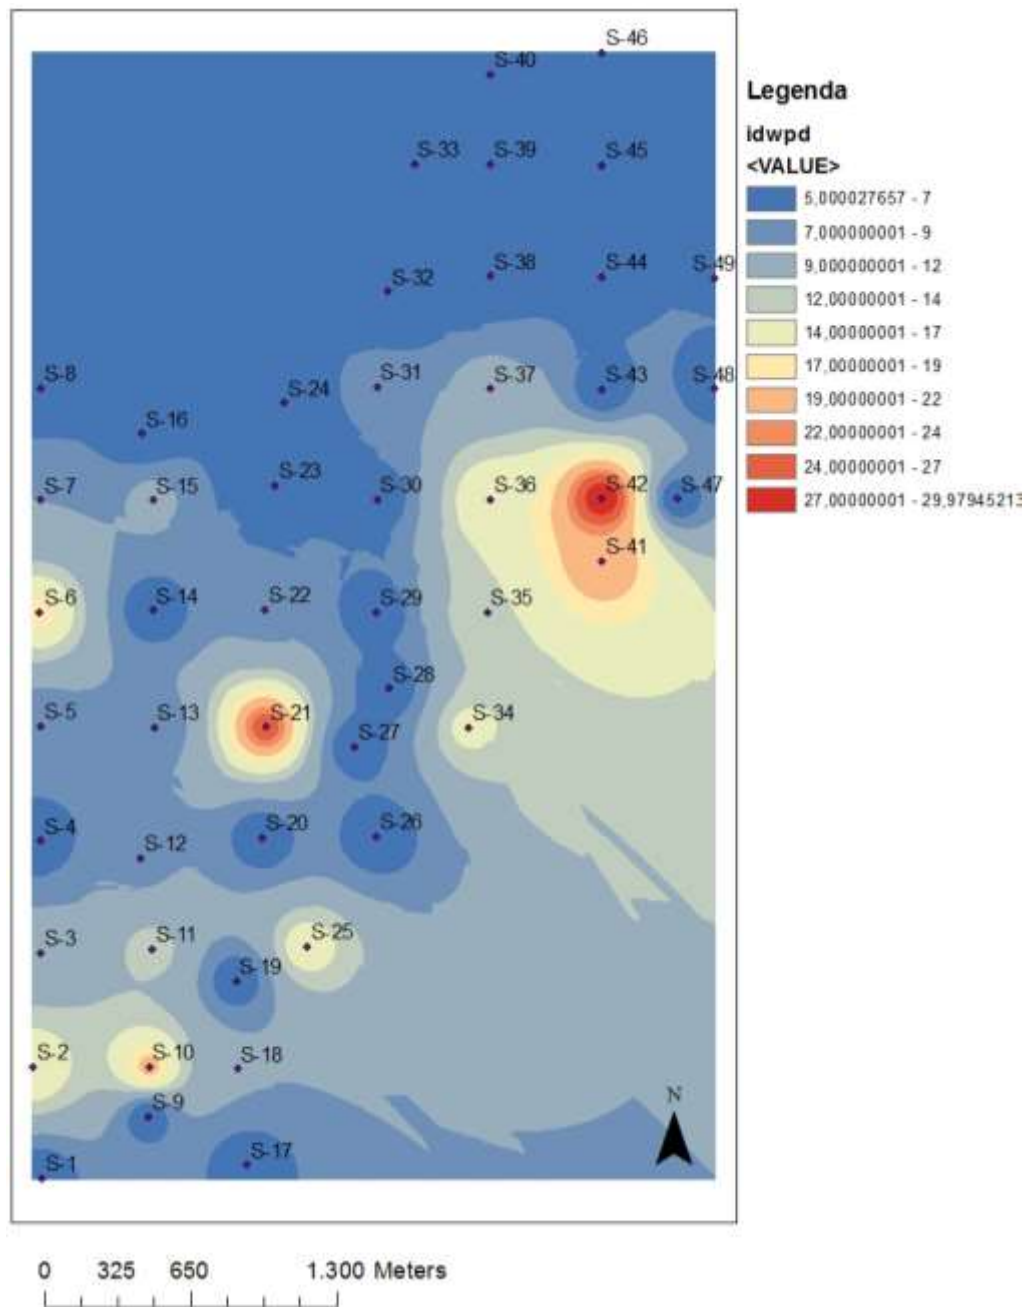 S-46
S-40
Legenda
idwpd
<VALUE>
S-33 S-39 S-45
5,000027657 - 7
7,000000001 - 9
S-32 S-38 S-44 S-49
9,000000001 - 12
12,00000001 - 14
14,00000001 - 17
S-8 S-24 S-31 S-37 S-43 S-48
17,00000001 - 19
19,00000001 - 22
S-16
22,00000001 - 24
S-23
24,00000001 - 27
S-7 S-15 S-30 S-36 S-42 S-47
27,00000001 - 29,97945213
S-41
S-6 S-14 S-22 S-29 S-35
S-28
S-5 S-13 S-21 S-34
S-27
S-4 S-20 S-26
S-12
S-3 S-11 S-25
S-19
S-2 S-10 S-18
N
S-9
S-1 S-17
0 325 650 1.300 Meters